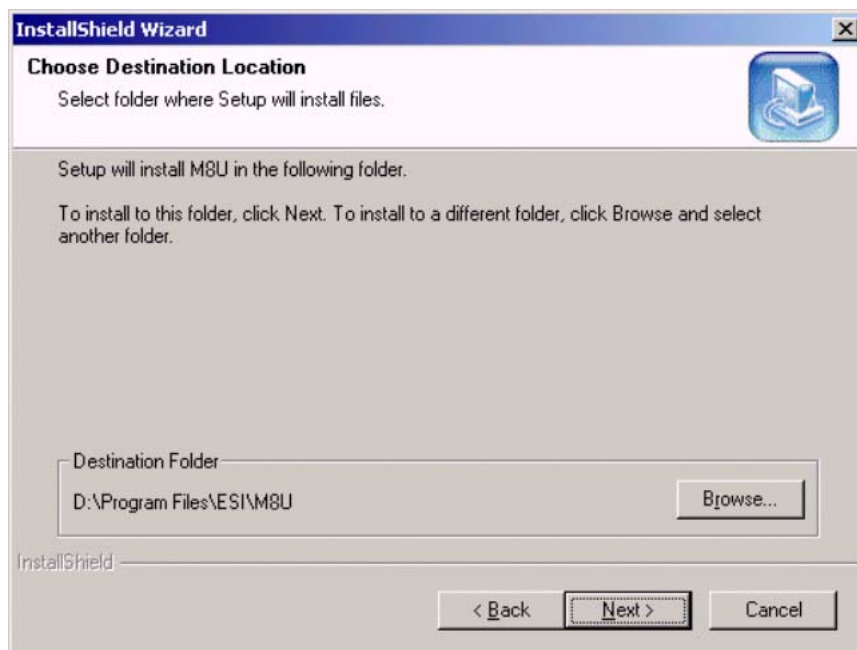 InstallShield Wizard
Choose Destination Location
Select folder where Setup will install files.
Setup will install M8U in the following folder.
To install to this folder, click Next. To install to a different folder, click Browse and select
another folder.
Destination Folder
D:\Program Files\ESI\M8U
Browse...
InstallShield
< Back
Next >
Cancel